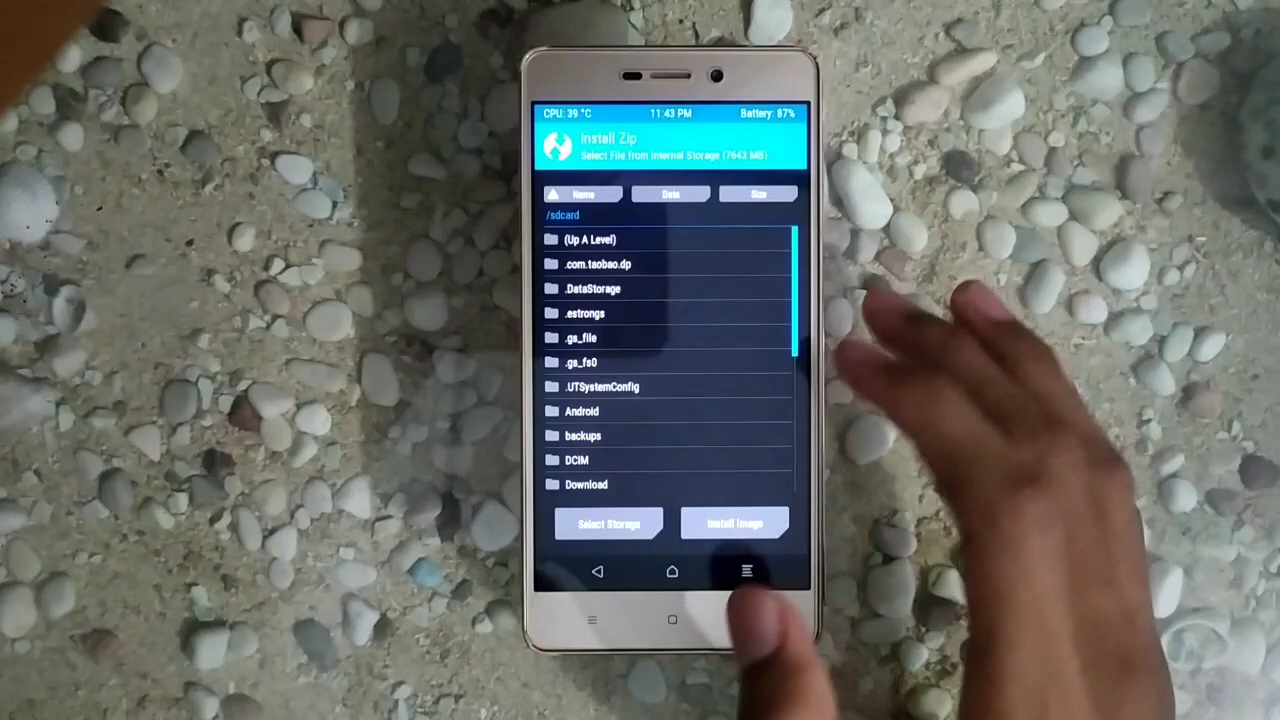 CPU: 39 °C 11:43 PM Battery: 87%
Install Zip
Select File from Internal Storage (7643 MB)
Name Date Size
/sdcard
(Up A Level)
.com.taobao.dp
.DataStorage
.estrongs
.gs_file
.gs_fs0
.UTSystemConfig
Android
backups
DCIM
Download
Select Storage Install Image